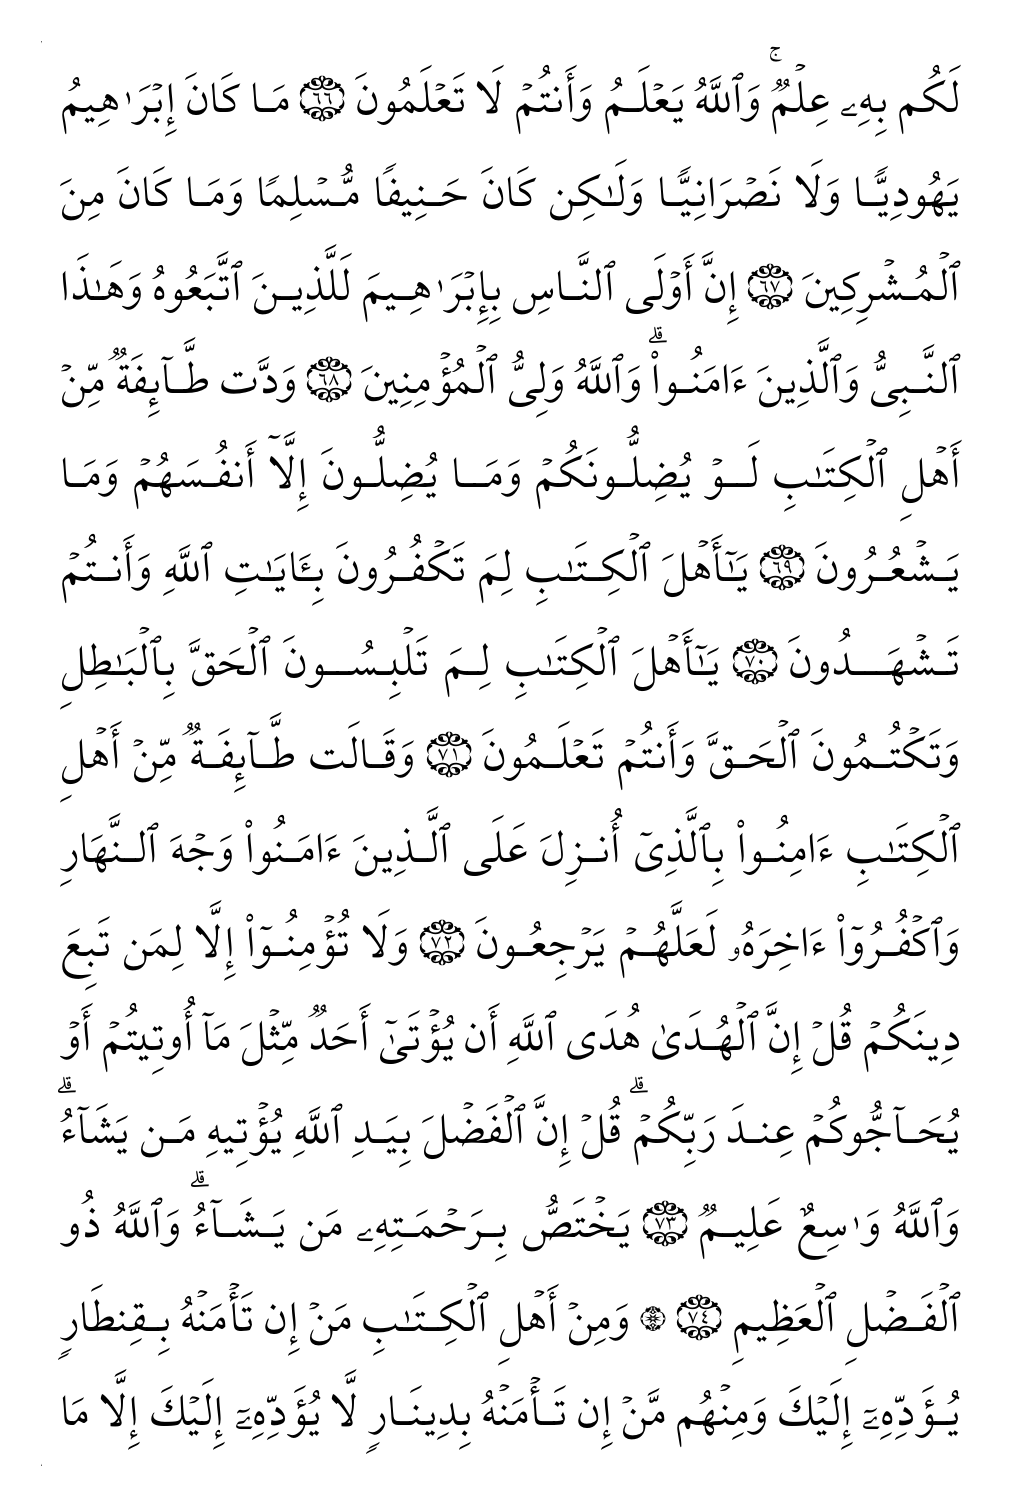 لَكُم بِهِۦ عِلْمٌۭ ۚ وَٱللَّهُ يَعْلَمُ وَأَنتُمْ لَا تَعْلَمُونَ ٦٦ مَا كَانَ إِبْرَٰهِيمُ
يَهُودِيًّۭا وَلَا نَصْرَانِيًّۭا وَلَـٰكِن كَانَ حَنِيفًۭا مُّسْلِمًۭا وَمَا كَانَ مِنَ
ٱلْمُشْرِكِينَ ٦٧ إِنَّ أَوْلَى ٱلنَّاسِ بِإِبْرَٰهِيمَ لَلَّذِينَ ٱتَّبَعُوهُ وَهَـٰذَا
ٱلنَّبِىُّ وَٱلَّذِينَ ءَامَنُوا۟ ۗ وَٱللَّهُ وَلِىُّ ٱلْمُؤْمِنِينَ ٦٨ وَدَّت طَّآئِفَةٌۭ مِّنْ
أَهْلِ ٱلْكِتَـٰبِ لَوْ يُضِلُّونَكُمْ وَمَا يُضِلُّونَ إِلَّآ أَنفُسَهُمْ وَمَا
يَشْعُرُونَ ٦٩ يَـٰٓأَهْلَ ٱلْكِتَـٰبِ لِمَ تَكْفُرُونَ بِـَٔايَـٰتِ ٱللَّهِ وَأَنتُمْ
تَشْهَدُونَ ٧٠ يَـٰٓأَهْلَ ٱلْكِتَـٰبِ لِمَ تَلْبِسُونَ ٱلْحَقَّ بِٱلْبَـٰطِلِ
وَتَكْتُمُونَ ٱلْحَقَّ وَأَنتُمْ تَعْلَمُونَ ٧١ وَقَالَت طَّآئِفَةٌۭ مِّنْ أَهْلِ
ٱلْكِتَـٰبِ ءَامِنُوا۟ بِٱلَّذِىٓ أُنزِلَ عَلَى ٱلَّذِينَ ءَامَنُوا۟ وَجْهَ ٱلنَّهَارِ
وَٱكْفُرُوٓا۟ ءَاخِرَهُۥ لَعَلَّهُمْ يَرْجِعُونَ ٧٢ وَلَا تُؤْمِنُوٓا۟ إِلَّا لِمَن تَبِعَ
دِينَكُمْ قُلْ إِنَّ ٱلْهُدَىٰ هُدَى ٱللَّهِ أَن يُؤْتَىٰٓ أَحَدٌۭ مِّثْلَ مَآ أُوتِيتُمْ أَوْ
يُحَآجُّوكُمْ عِندَ رَبِّكُمْ ۗ قُلْ إِنَّ ٱلْفَضْلَ بِيَدِ ٱللَّهِ يُؤْتِيهِ مَن يَشَآءُ ۗ
وَٱللَّهُ وَٰسِعٌ عَلِيمٌۭ ٧٣ يَخْتَصُّ بِرَحْمَتِهِۦ مَن يَشَآءُ ۗ وَٱللَّهُ ذُو
ٱلْفَضْلِ ٱلْعَظِيمِ ٧٤ ۞ وَمِنْ أَهْلِ ٱلْكِتَـٰبِ مَنْ إِن تَأْمَنْهُ بِقِنطَارٍۢ
يُؤَدِّهِۦٓ إِلَيْكَ وَمِنْهُم مَّنْ إِن تَأْمَنْهُ بِدِينَارٍۢ لَّا يُؤَدِّهِۦٓ إِلَيْكَ إِلَّا مَا